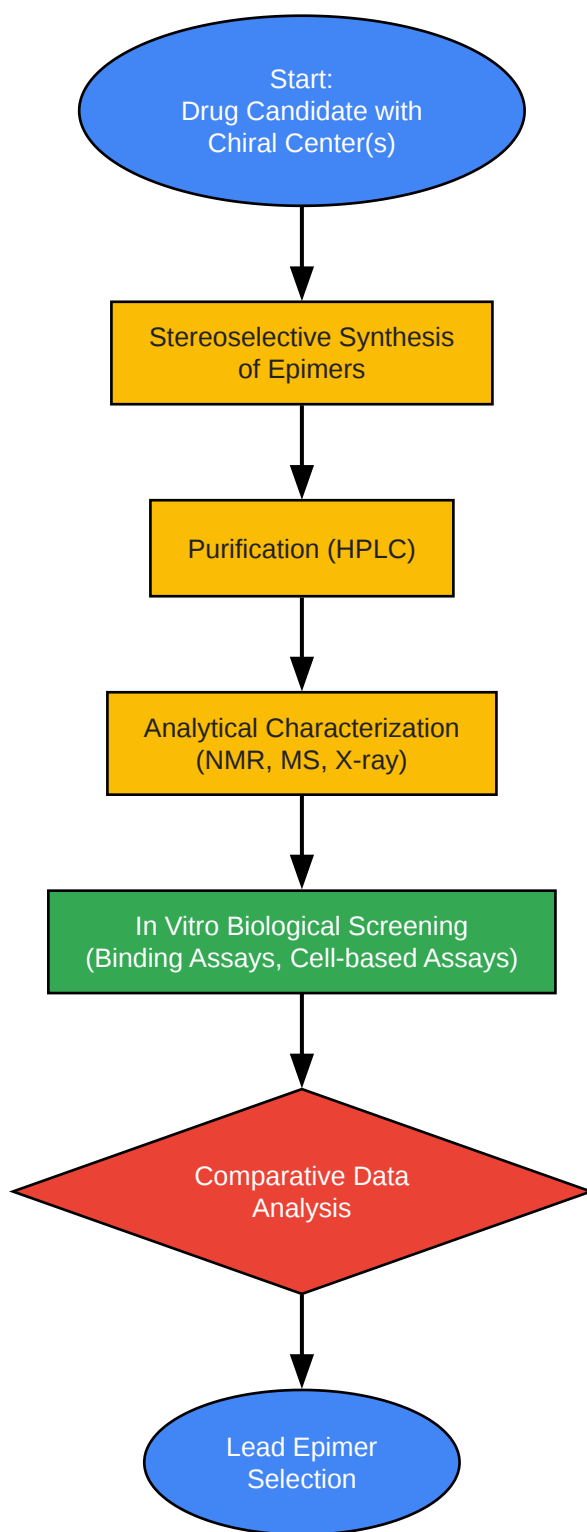 Start:
Drug Candidate with
Chiral Center(s)
Stereoselective Synthesis
of Epimers
Purification (HPLC)
Analytical Characterization
(NMR, MS, X-ray)
In Vitro Biological Screening
(Binding Assays, Cell-based Assays)
Comparative Data
Analysis
Lead Epimer
Selection